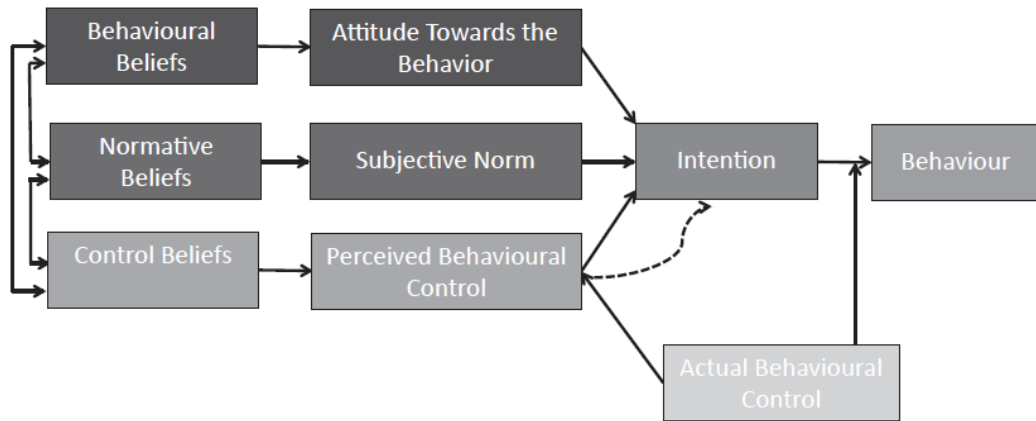 Behavioural
Beliefs
Attitude Towards the
Behavior
Normative
Beliefs
Subjective Norm
Intention
Behaviour
Control Beliefs
Perceived Behavioural
Control
Actual Behavioural
Control